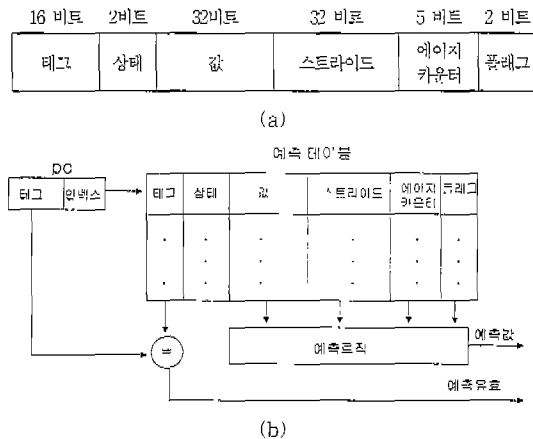 16 비트 2비트 32비트 32 비트 5 비트 2 비트
태그 상태 값 스트라이드 에이지 카운터 플래그
(a)
예측 테이블
pc
태그 인덱스
태그 상태 값 스트라이드 에이지 카운터 플래그
예측로직
예측값
예측유효
(b)